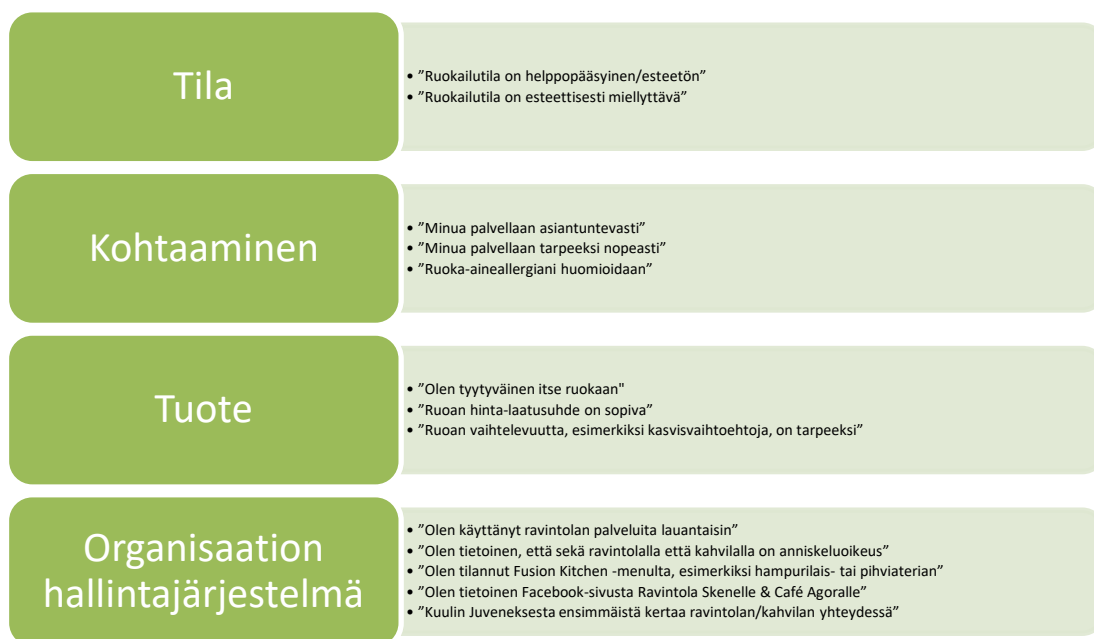 Tila
• ”Ruokailutila on helppopääsyinen/esteetön”
• ”Ruokailutila on esteettisesti miellyttävä”
Kohtaaminen
• ”Minua palvellaan asiantuntevasti”
• ”Minua palvellaan tarpeeksi nopeasti”
• ”Ruoka-aineallergiani huomioidaan”
Tuote
• ”Olen tyytyväinen itse ruokaan"
• ”Ruoan hinta-laatusuhde on sopiva”
• ”Ruoan vaihtelevuutta, esimerkiksi kasvisvaihtoehtoja, on tarpeeksi”
Organisaation
hallintajärjestelmä
• ”Olen käyttänyt ravintolan palveluita lauantaisin”
• ”Olen tietoinen, että sekä ravintolalla että kahvilalla on anniskeluoikeus”
• ”Olen tilannut Fusion Kitchen -menulta, esimerkiksi hampurilais- tai pihviaterian”
• ”Olen tietoinen Facebook-sivusta Ravintola Skenelle & Café Agoralle”
• ”Kuulin Juveneksesta ensimmäistä kertaa ravintolan/kahvilan yhteydessä”